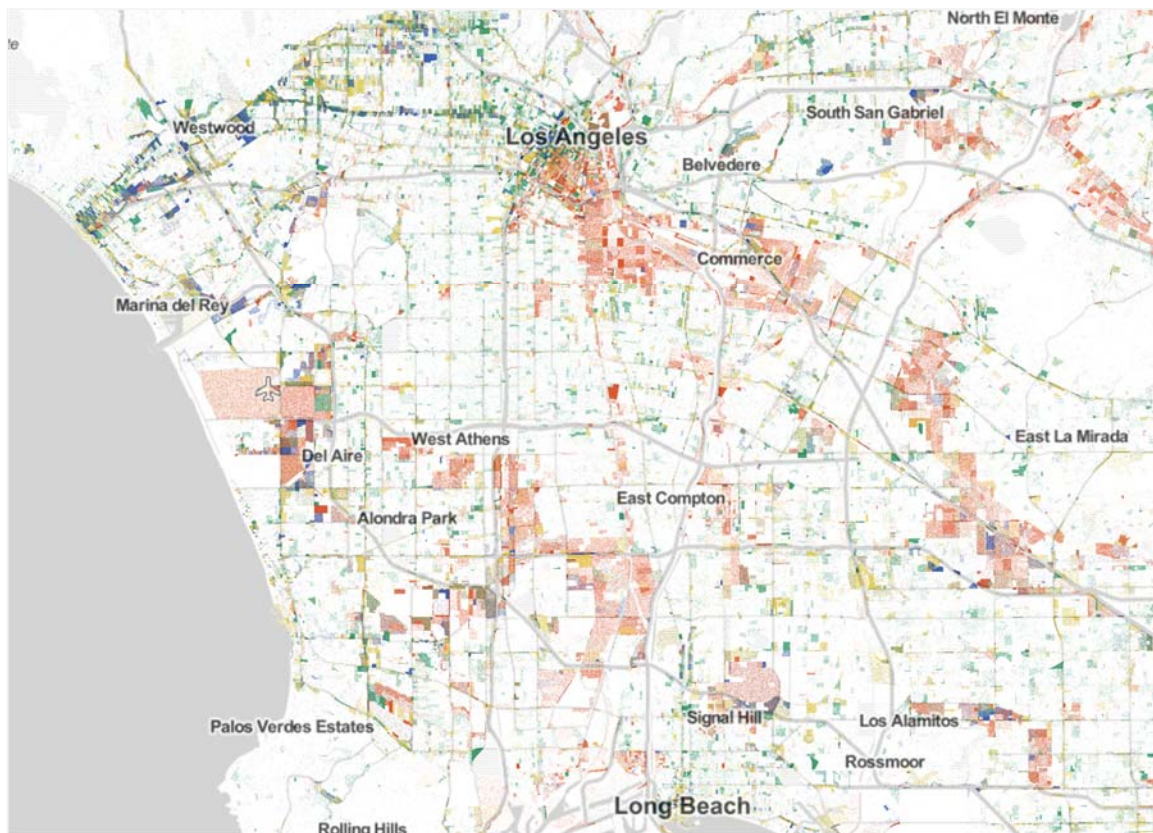 North El Monte
te
South San Gabriel
Westwood
Los Angeles
Belvedere
Commerce
Marina del Rey
West Athens
East La Mirada
Del Aire
East Compton
Alondra Park
Signal Hill
Los Alamitos
Palos Verdes Estates
Rossmoor
Long Beach
Rolling Hills